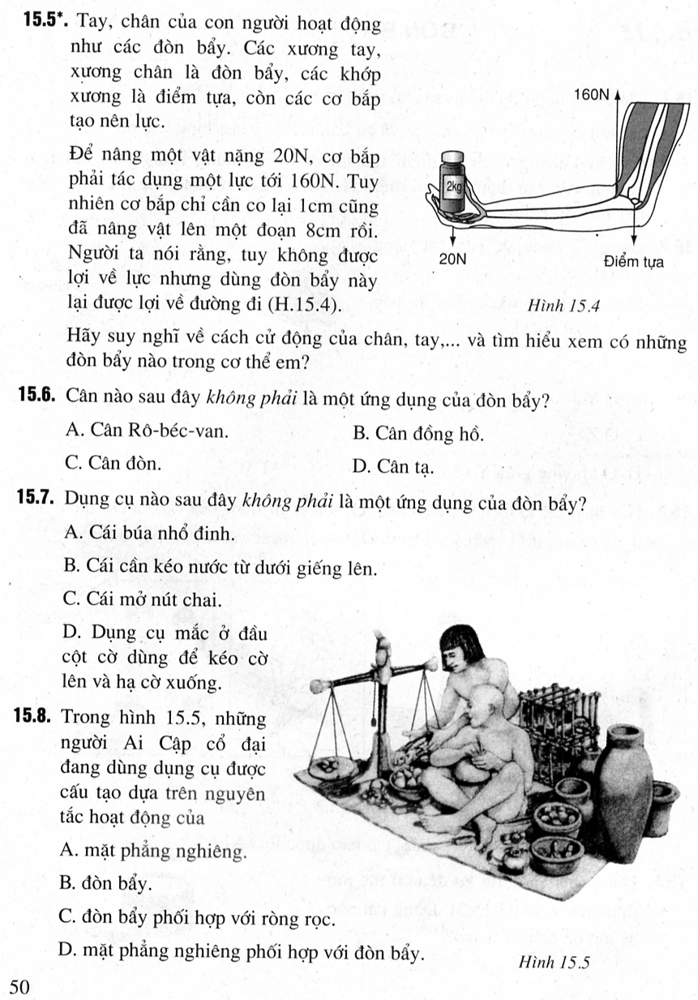 15.5*. Tay, chân của con người hoạt động
như các đòn bẩy. Các xương tay,
xương chân là đòn bẩy, các khớp
xương là điểm tựa, còn các cơ bắp
tạo nên lực.
Để nâng một vật nặng 20N, cơ bắp
phải tác dụng một lực tới 160N. Tuy
nhiên cơ bắp chỉ cần co lại 1cm cũng
đã nâng vật lên một đoạn 8cm rồi.
Người ta nói rằng, tuy không được
lợi về lực nhưng dùng đòn bẩy này
lại được lợi về đường đi (H.15.4).
160N
2kg
20N
Điểm tựa
Hình 15.4
Hãy suy nghĩ về cách cử động của chân, tay,... và tìm hiểu xem có những
đòn bẩy nào trong cơ thể em?
15.6. Cân nào sau đây không phải là một ứng dụng của đòn bẩy?
A. Cân Rô-béc-van. B. Cân đồng hồ.
C. Cân đòn. D. Cân tạ.
15.7. Dụng cụ nào sau đây không phải là một ứng dụng của đòn bẩy?
A. Cái búa nhổ đinh.
B. Cái cần kéo nước từ dưới giếng lên.
C. Cái mở nút chai.
D. Dụng cụ mắc ở đầu
cột cờ dùng để kéo cờ
lên và hạ cờ xuống.
15.8. Trong hình 15.5, những
người Ai Cập cổ đại
đang dùng dụng cụ được
cấu tạo dựa trên nguyên
tắc hoạt động của
A. mặt phẳng nghiêng.
B. đòn bẩy.
C. đòn bẩy phối hợp với ròng rọc.
D. mặt phẳng nghiêng phối hợp với đòn bẩy.
Hình 15.5
50